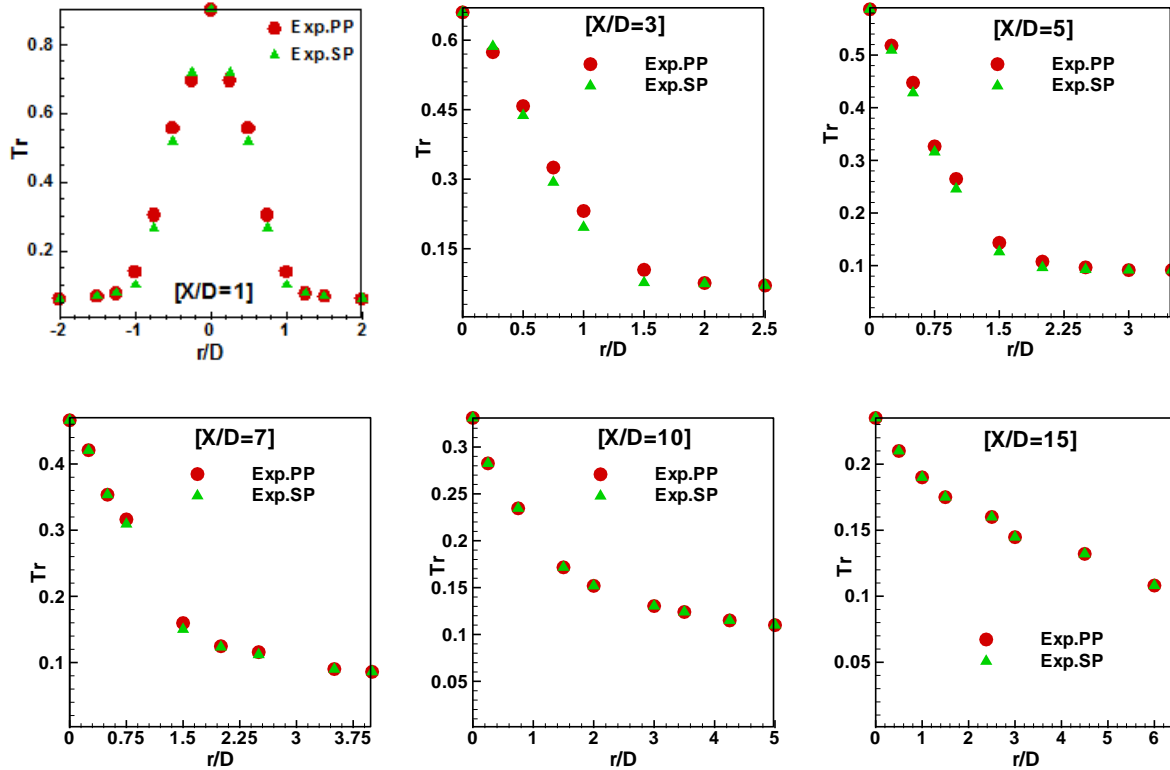 Exp.PP
Exp.SP
0.8
0.6
0.4
0.2
Tr
[X/D=1]
-2 -1 0 1 2
r/D
[X/D=3]
Exp.PP
Exp.SP
0.6
0.45
0.3
0.15
Tr
0 0.5 1 1.5 2 2.5
r/D
[X/D=5]
Exp.PP
Exp.SP
0.5
0.4
0.3
0.2
0.1
Tr
0 0.75 1.5 2.25 3
r/D
[X/D=7]
Exp.PP
Exp.SP
0.4
0.3
0.2
0.1
Tr
0 0.75 1.5 2.25 3 3.75
r/D
[X/D=10]
Exp.PP
Exp.SP
0.3
0.25
0.2
0.15
0.1
0.05
Tr
0 1 2 3 4 5
r/D
[X/D=15]
0.2
0.15
0.1
0.05
Tr
Exp.PP
Exp.SP
0 1 2 3 4 5 6
r/D